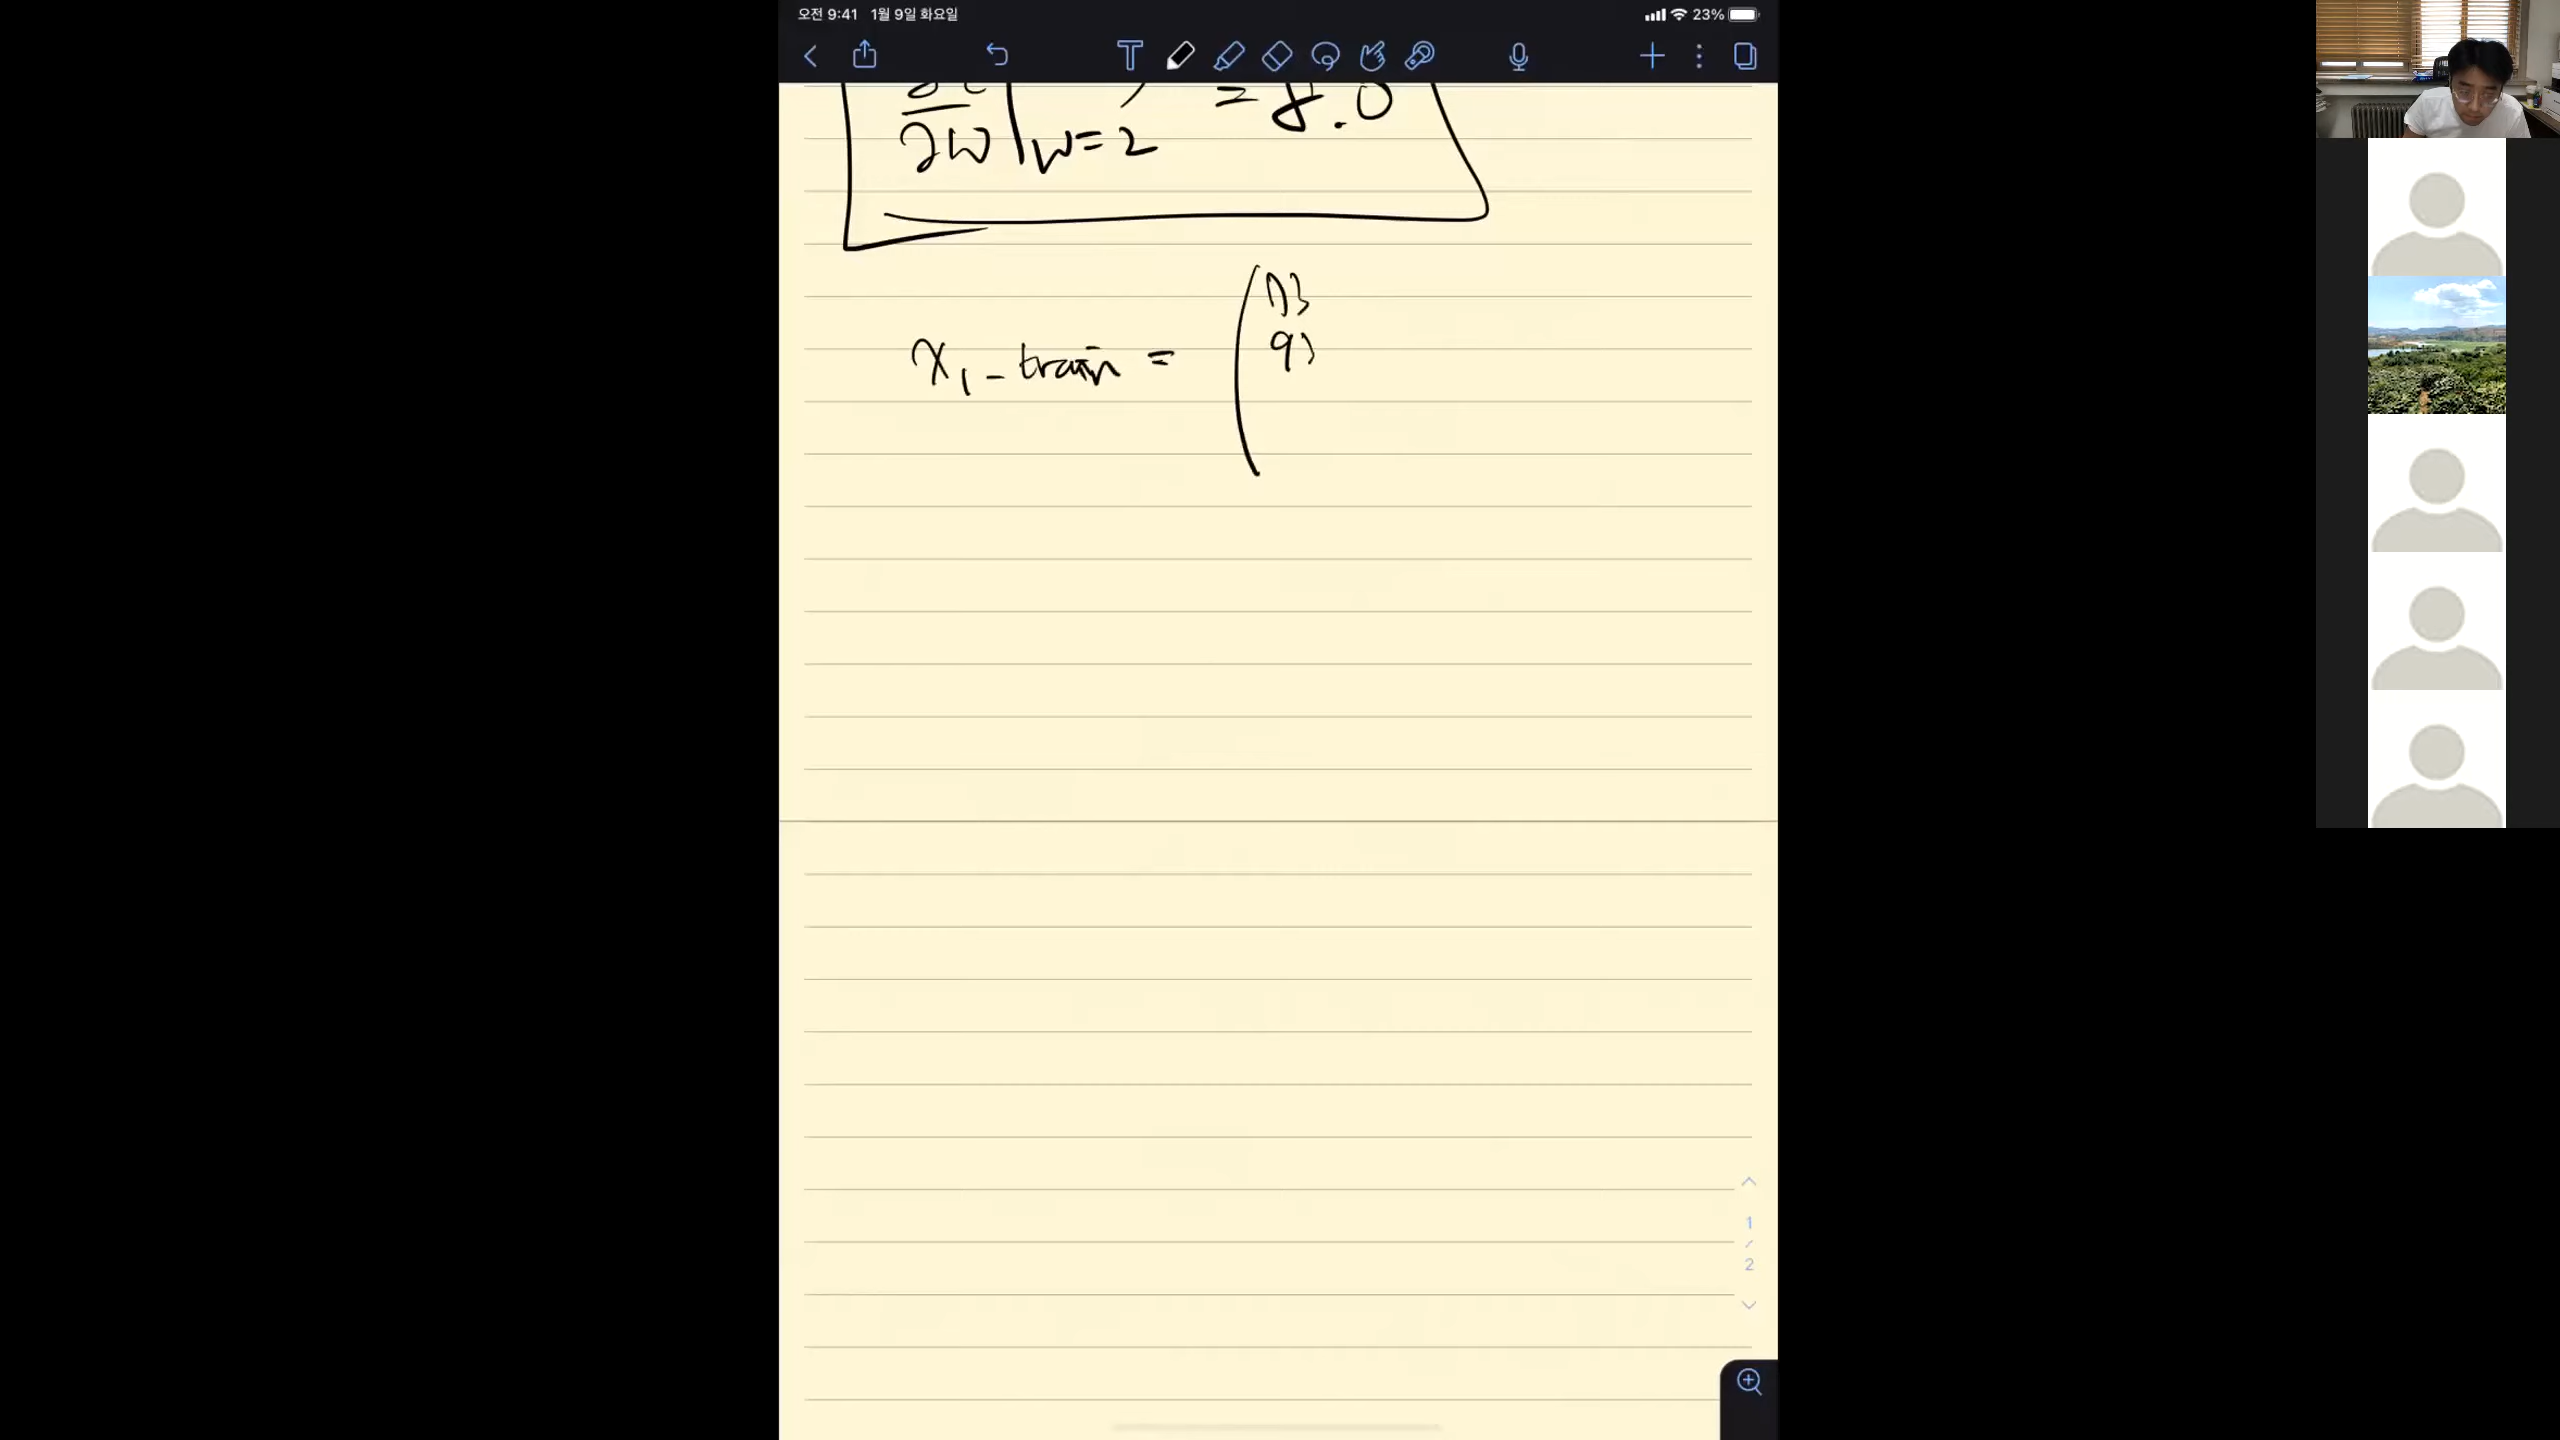 오전 9:41 1월 9일 화요일 23%
∂w |w=2 = 8.0
x₁_train = ( 73
93
1
/
2